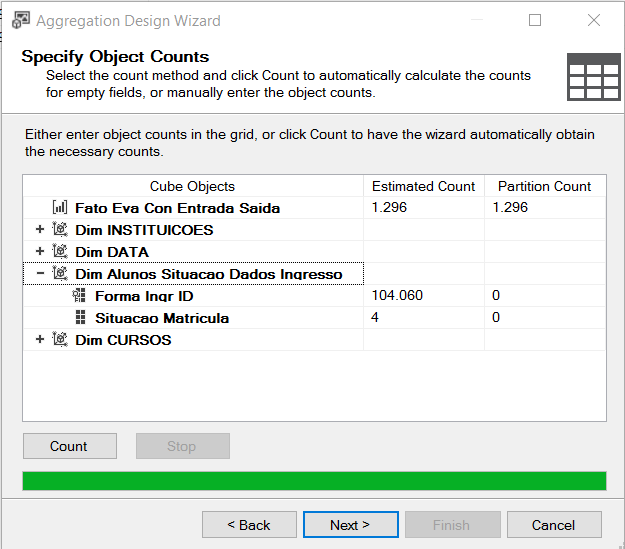 Aggregation Design Wizard
Specify Object Counts
Select the count method and click Count to automatically calculate the counts
for empty fields, or manually enter the object counts.
Either enter object counts in the grid, or click Count to have the wizard automatically obtain
the necessary counts.
Cube Objects Estimated Count Partition Count
Fato Eva Con Entrada Saida 1.296 1.296
Dim INSTITUICOES
Dim DATA
Dim Alunos Situacao Dados Ingresso
Forma Ingr ID 104.060 0
Situacao Matricula 4 0
Dim CURSOS
Count Stop
< Back Next > Finish Cancel